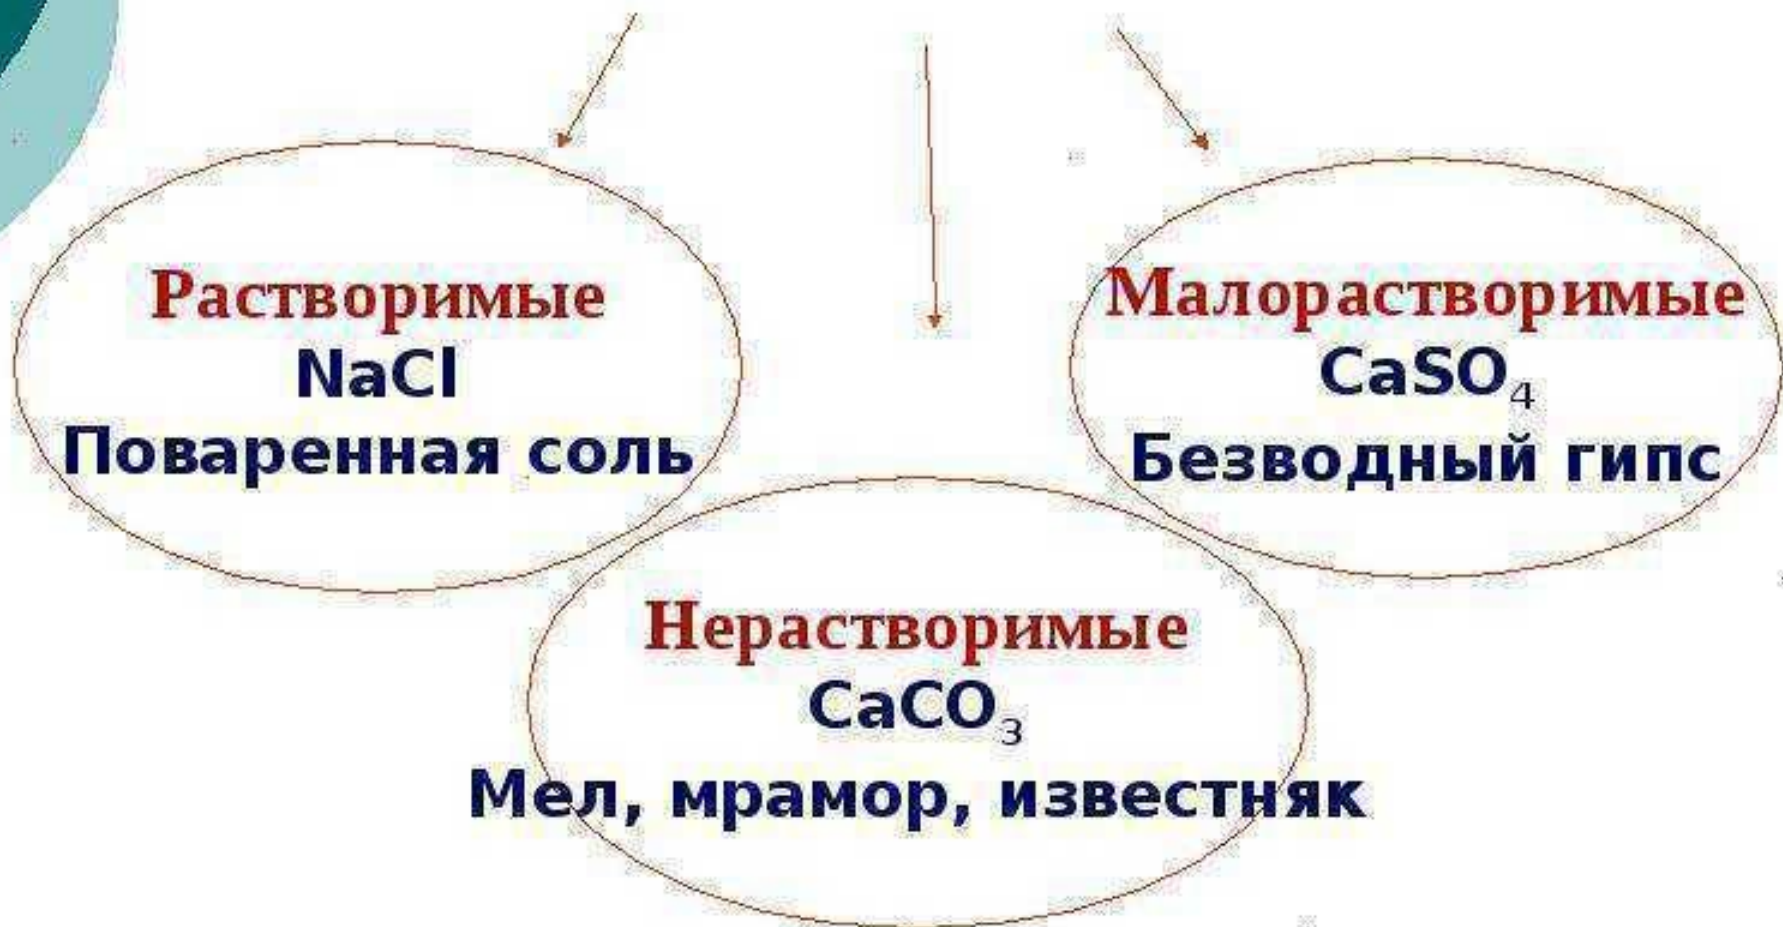 Растворимые
NaCl
Поваренная соль
Малорастворимые
CaSO₄
Безводный гипс
Нерастворимые
CaCO₃
Мел, мрамор, известняк